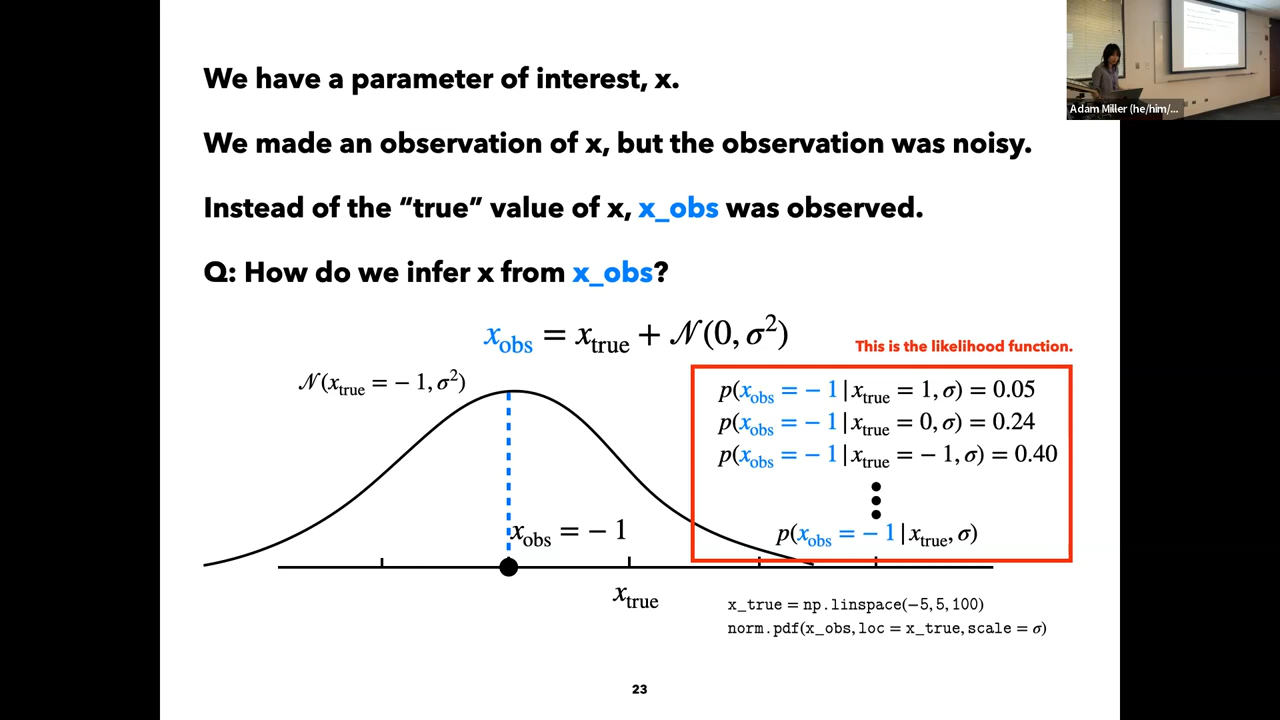 We have a parameter of interest, x.
We made an observation of x, but the observation was noisy.
Instead of the “true” value of x, x_obs was observed.
Q: How do we infer x from x_obs?
x_obs = x_true + 𝒩(0, σ²)
This is the likelihood function.
𝒩(x_true = − 1, σ²)
p(x_obs = − 1 | x_true = 1, σ) = 0.05
p(x_obs = − 1 | x_true = 0, σ) = 0.24
p(x_obs = − 1 | x_true = − 1, σ) = 0.40
p(x_obs = − 1 | x_true, σ)
x_obs = − 1
x_true
x_true = np.linspace(−5, 5, 100)
norm.pdf(x_obs, loc = x_true, scale = σ)
23
Adam Miller (he/him/...